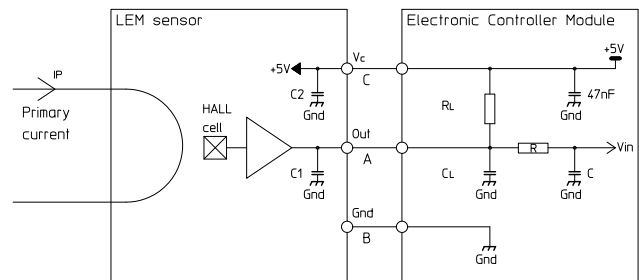 LEM sensor
Electronic Controller Module
+5V
Vc
+5V
C
IP
C2
Gnd
47nF
Gnd
RL
Primary
current
HALL
cell
Out
A
R
Vin
C1
Gnd
CL
Gnd
C
Gnd
Gnd
B
Gnd